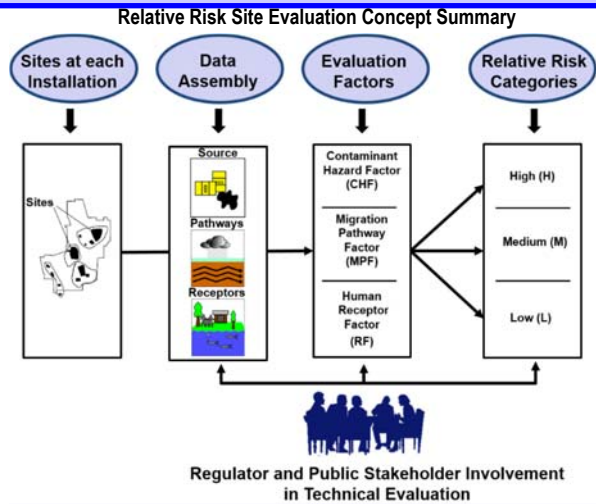 Relative Risk Site Evaluation Concept Summary
Sites at each
Installation
Data
Assembly
Evaluation
Factors
Relative Risk
Categories
Sites
Source
Pathways
Receptors
Contaminant
Hazard Factor
(CHF)
Migration
Pathway
Factor
(MPF)
Human
Receptor
Factor
(RF)
High (H)
Medium (M)
Low (L)
Regulator and Public Stakeholder Involvement
in Technical Evaluation